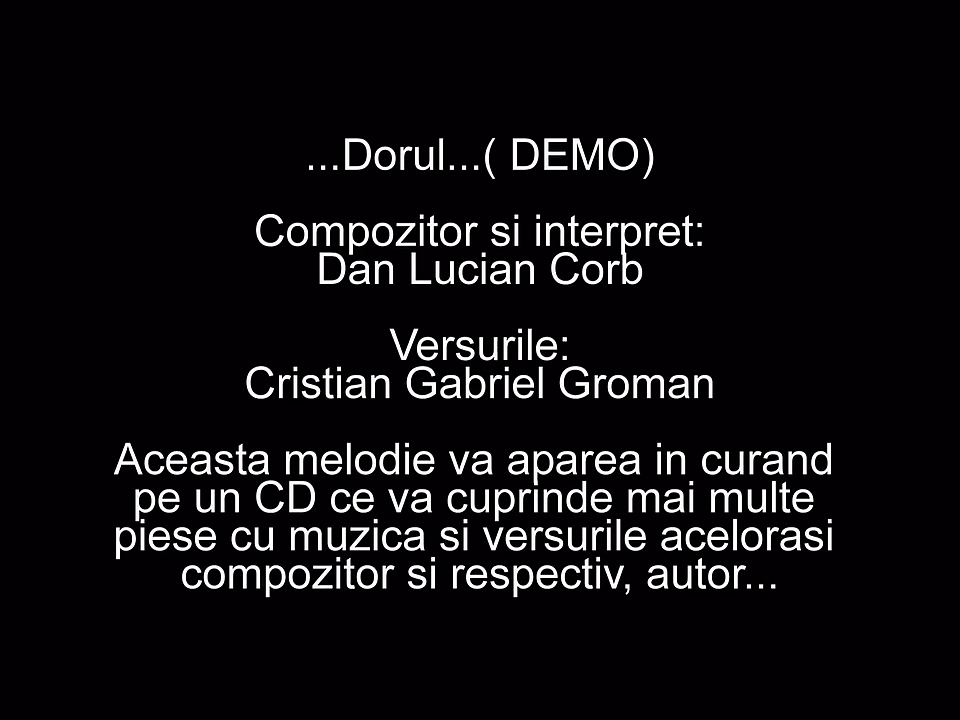 ...Dorul...( DEMO)
Compozitor si interpret:
Dan Lucian Corb
Versurile:
Cristian Gabriel Groman
Aceasta melodie va aparea in curand
pe un CD ce va cuprinde mai multe
piese cu muzica si versurile acelorasi
compozitor si respectiv, autor...